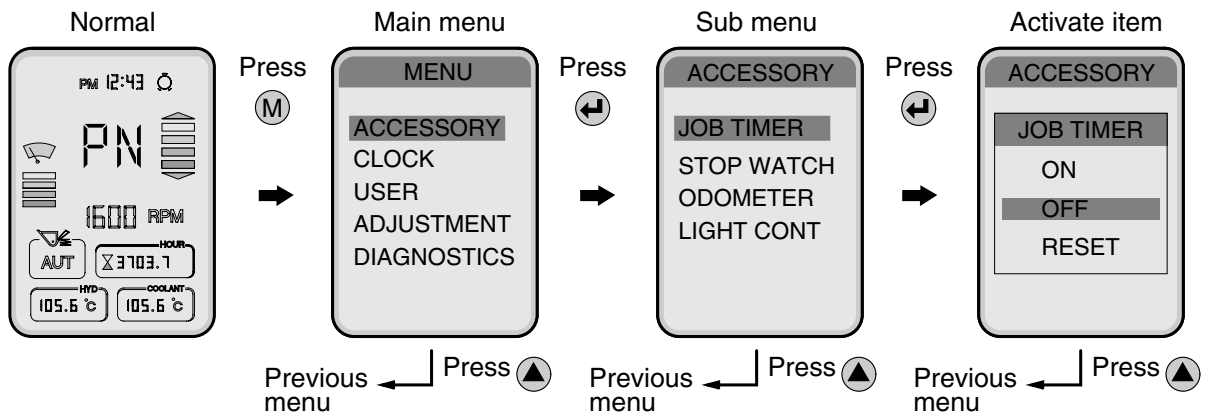 Normal
PM 12:43
PN
1600 RPM
AUT
HOUR
3703.7
HYD
105.6 °C
COOLANT
105.6 °C
Press
M
Main menu
MENU
ACCESSORY
CLOCK
USER
ADJUSTMENT
DIAGNOSTICS
Previous menu
Press
Press
Sub menu
ACCESSORY
JOB TIMER
STOP WATCH
ODOMETER
LIGHT CONT
Previous menu
Press
Press
Activate item
ACCESSORY
JOB TIMER
ON
OFF
RESET
Previous menu
Press